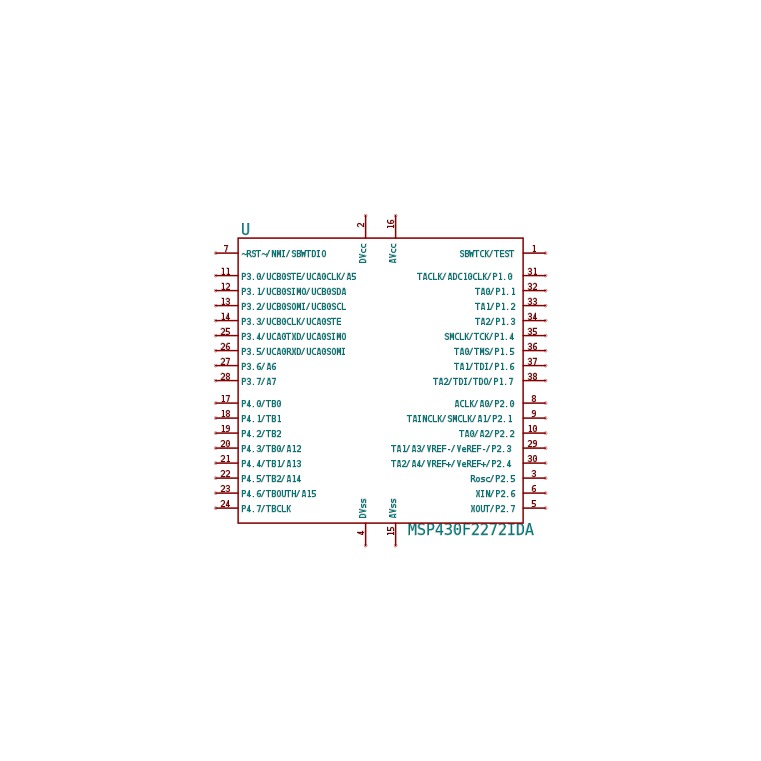 U
2 16
DVcc AVcc
7 ~RST~/NMI/SBWTDIO SBWTCK/TEST 1
11 P3.0/UCB0STE/UCA0CLK/A5 TACLK/ADC10CLK/P1.0 31
12 P3.1/UCB0SIMO/UCB0SDA TA0/P1.1 32
13 P3.2/UCB0SOMI/UCB0SCL TA1/P1.2 33
14 P3.3/UCB0CLK/UCA0STE TA2/P1.3 34
25 P3.4/UCA0TXD/UCA0SIMO SMCLK/TCK/P1.4 35
26 P3.5/UCA0RXD/UCA0SOMI TA0/TMS/P1.5 36
27 P3.6/A6 TA1/TDI/P1.6 37
28 P3.7/A7 TA2/TDI/TDO/P1.7 38
17 P4.0/TB0 ACLK/A0/P2.0 8
18 P4.1/TB1 TAINCLK/SMCLK/A1/P2.1 9
19 P4.2/TB2 TA0/A2/P2.2 10
20 P4.3/TB0/A12 TA1/A3/VREF-/VeREF-/P2.3 29
21 P4.4/TB1/A13 TA2/A4/VREF+/VeREF+/P2.4 30
22 P4.5/TB2/A14 Rosc/P2.5 3
23 P4.6/TBOUTH/A15 XIN/P2.6 6
24 P4.7/TBCLK XOUT/P2.7 5
DVss AVss
4 15
MSP430F2272IDA